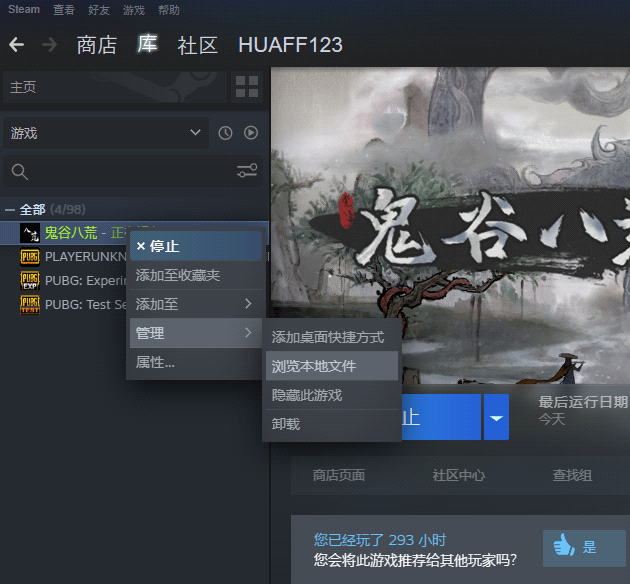 Steam 查看 好友 游戏 帮助
商店 库 社区 HUAFF123
主页
游戏
全部 (4/98)
鬼谷八荒 -
PLAYERUNKN
PUBG: Experin
PUBG: Test Se
× 停止
添加至收藏夹
添加至
管理
属性...
添加桌面快捷方式
浏览本地文件
隐藏此游戏
卸载
鬼谷八
止
最后运行日期
今天
商店页面 社区中心 查找组
您已经玩了 293 小时
您会将此游戏推荐给其他玩家吗?
是